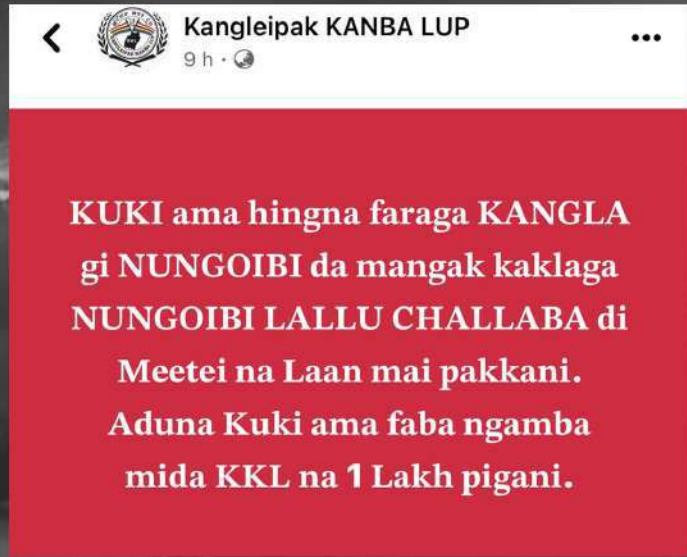 Kangleipak KANBA LUP
9 h
KUKI ama hingna faraga KANGLA
gi NUNGOIBI da mangak kaklaga
NUNGOIBI LALLU CHALLABA di
Meetei na Laan mai pakkani.
Aduna Kuki ama faba ngamba
mida KKL na 1 Lakh pigani.